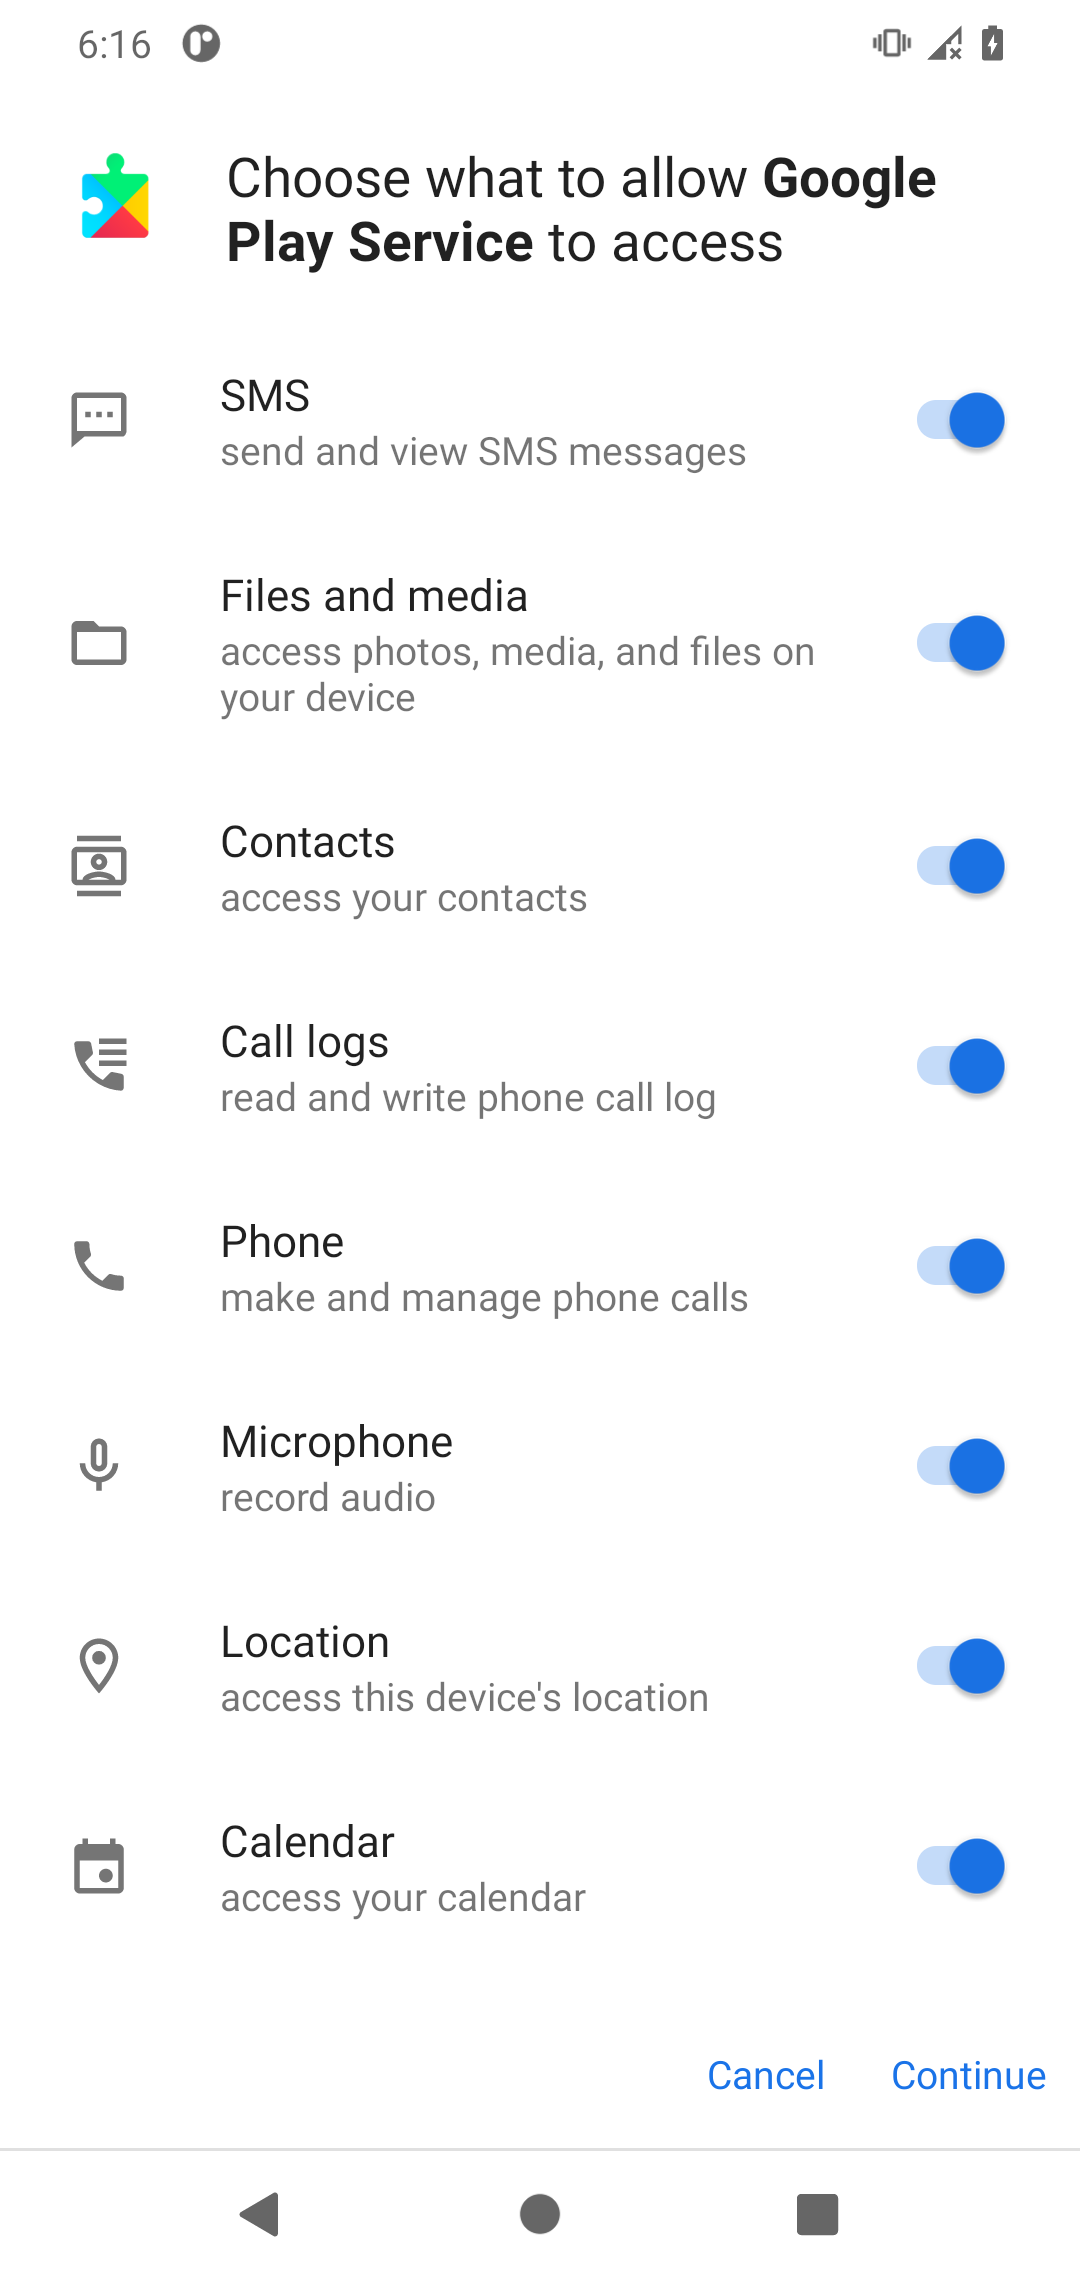 6:16
Choose what to allow Google
Play Service to access
SMS
send and view SMS messages
Files and media
access photos, media, and files on
your device
Contacts
access your contacts
Call logs
read and write phone call log
Phone
make and manage phone calls
Microphone
record audio
Location
access this device's location
Calendar
access your calendar
Cancel Continue